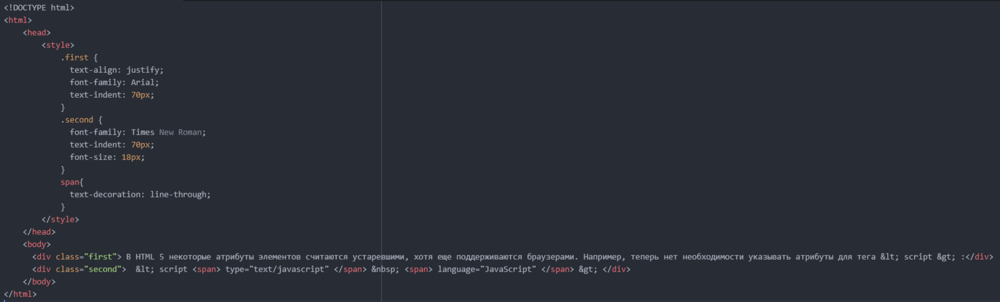 <!DOCTYPE html>
<html>
<head>
<style>
.first {
text-align: justify;
font-family: Arial;
text-indent: 70px;
}
.second {
font-family: Times New Roman;
text-indent: 70px;
font-size: 18px;
}
span{
text-decoration: line-through;
}
</style>
</head>
<body>
<div class="first"> В HTML 5 некоторые атрибуты элементов считаются устаревшими, хотя еще поддерживаются браузерами. Например, теперь нет необходимости указывать атрибуты для тега &lt; script &gt; :</div>
<div class="second">  &lt; script <span> type="text/javascript" </span> &nbsp; <span> language="JavaScript" </span> &gt; </div>
</body>
</html>